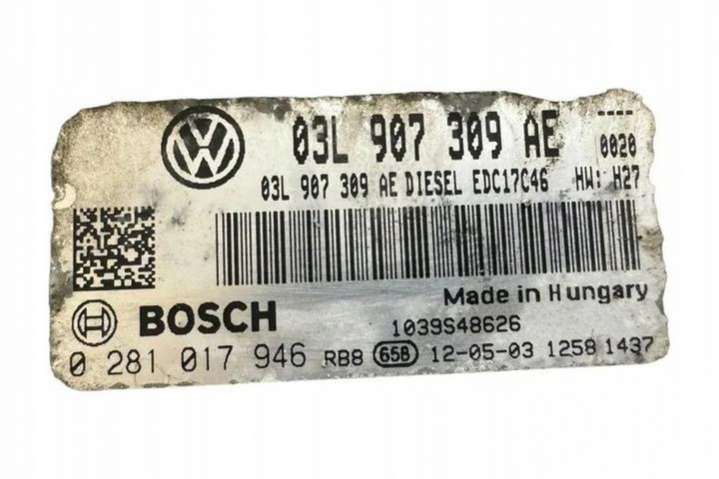 VW 03L 907 309 AE ----
0020
03L 907 309 AE DIESEL EDC17C46 HW: H27
Made in Hungary
BOSCH 1039S48626
0 281 017 946 RB8 658 12-05-03 1258 1437